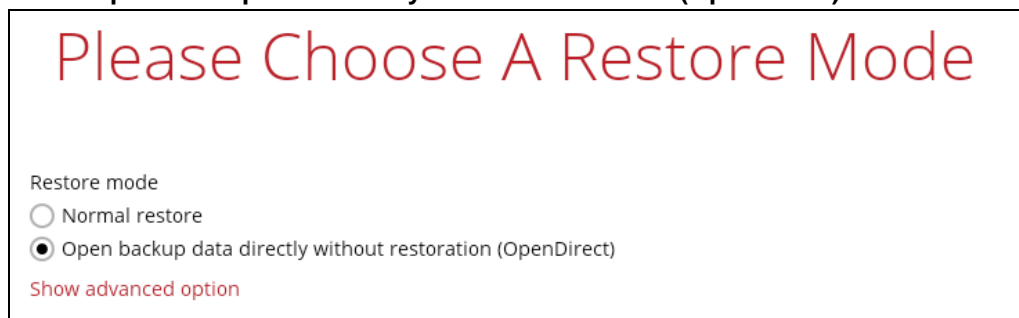 Please Choose A Restore Mode
Restore mode
Normal restore
Open backup data directly without restoration (OpenDirect)
Show advanced option